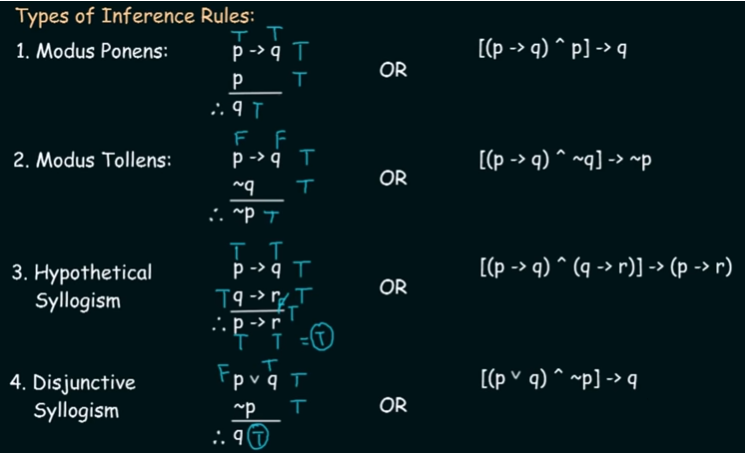 Types of Inference Rules:
T T
1. Modus Ponens: p -> q T OR [(p -> q) ^ p] -> q
p T
∴ q T
F F
2. Modus Tollens: p -> q T OR [(p -> q) ^ ~q] -> ~p
~q T
∴ ~p T
T T
3. Hypothetical p -> q T OR [(p -> q) ^ (q -> r)] -> (p -> r)
Syllogism T q -> r T T
∴ p -> r
T T = T
F T
4. Disjunctive p v q T OR [(p v q) ^ ~p] -> q
Syllogism ~p T
∴ q T